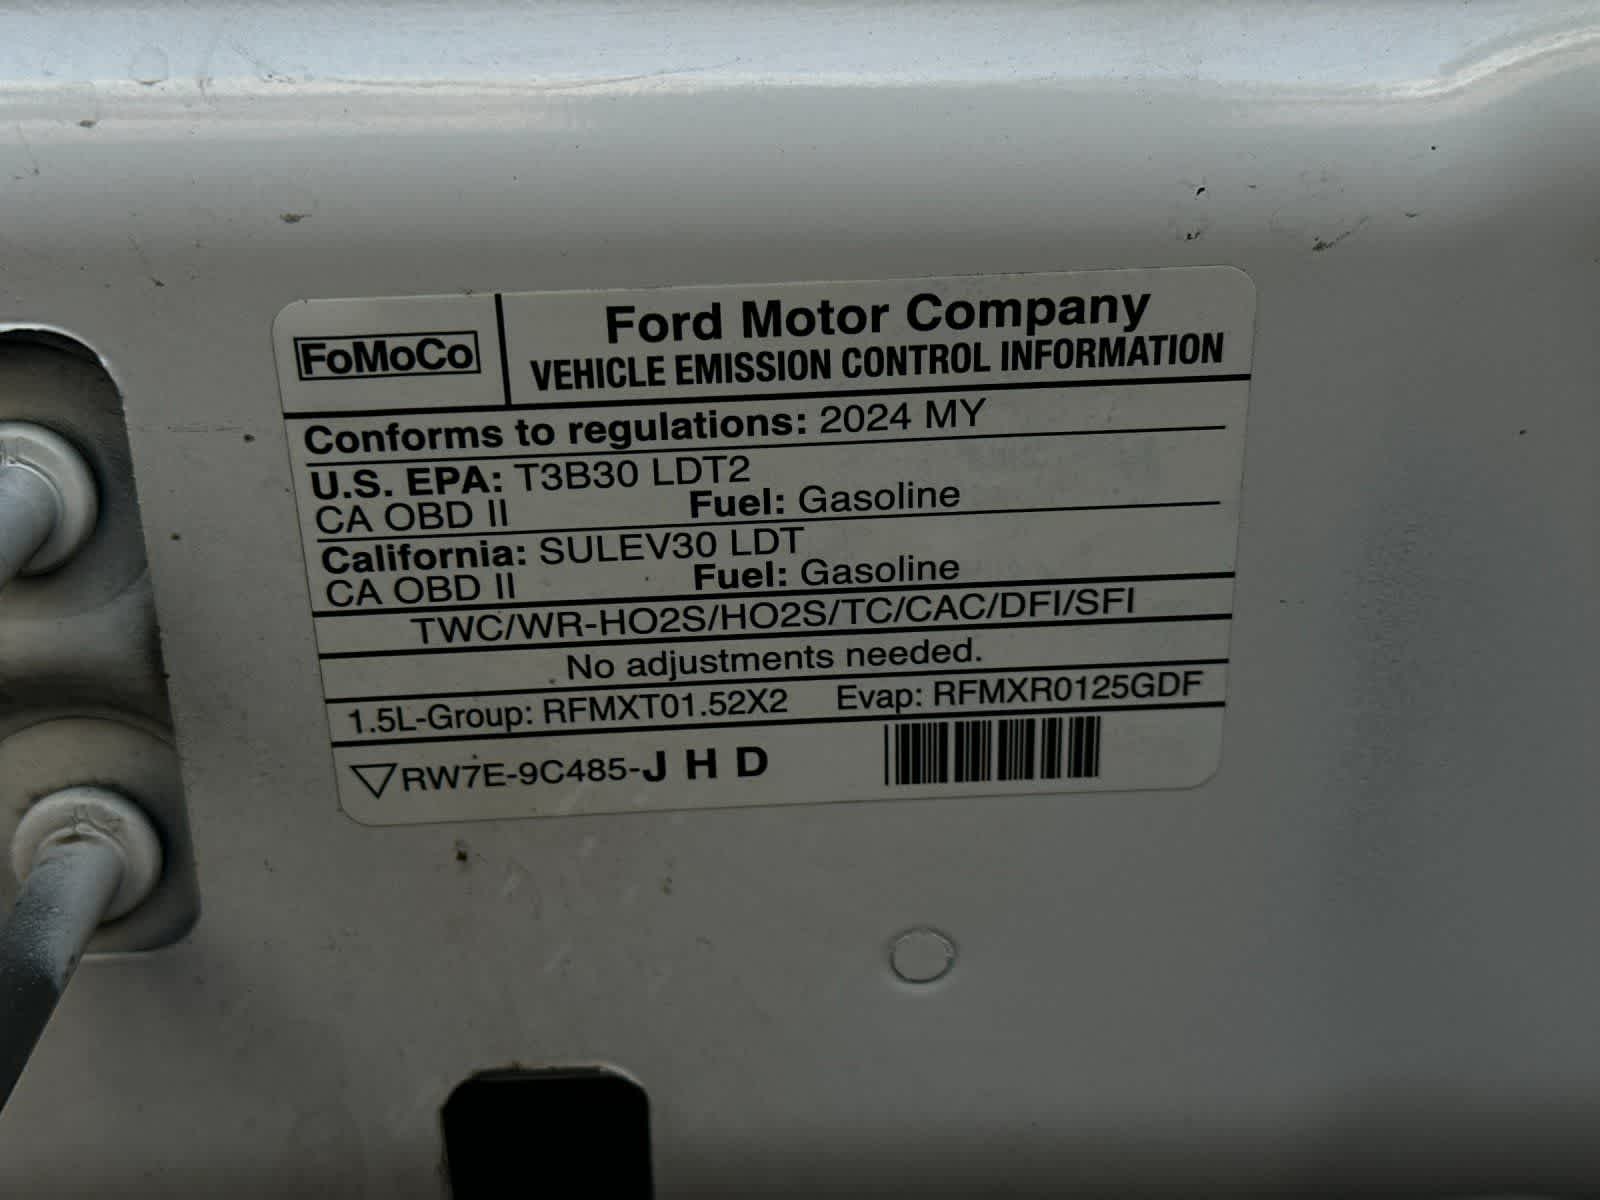 FoMoCo
Ford Motor Company
VEHICLE EMISSION CONTROL INFORMATION
Conforms to regulations: 2024 MY
U.S. EPA: T3B30 LDT2
CA OBD II Fuel: Gasoline
California: SULEV30 LDT
CA OBD II Fuel: Gasoline
TWC/WR-HO2S/HO2S/TC/CAC/DFI/SFI
No adjustments needed.
1.5L-Group: RFMXT01.52X2 Evap: RFMXR0125GDF
RW7E-9C485-J H D